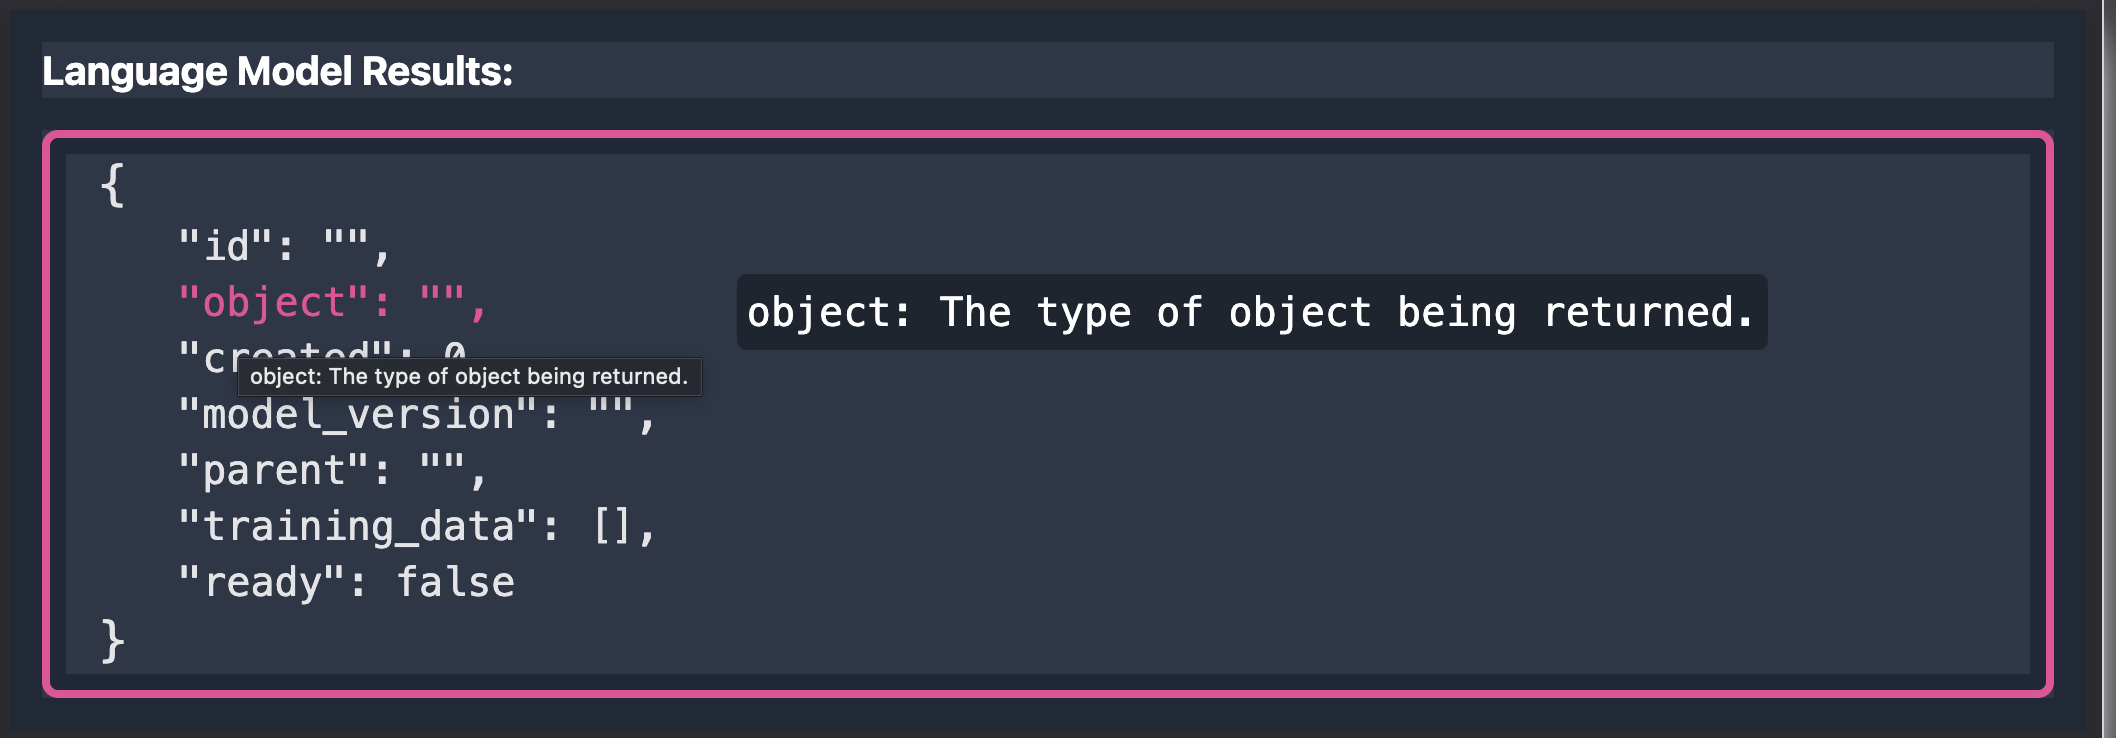 Language Model Results:
{
"id": "",
"object": "",
object: The type of object being returned.
"created": 0
object: The type of object being returned.
"model_version": "",
"parent": "",
"training_data": [],
"ready": false
}